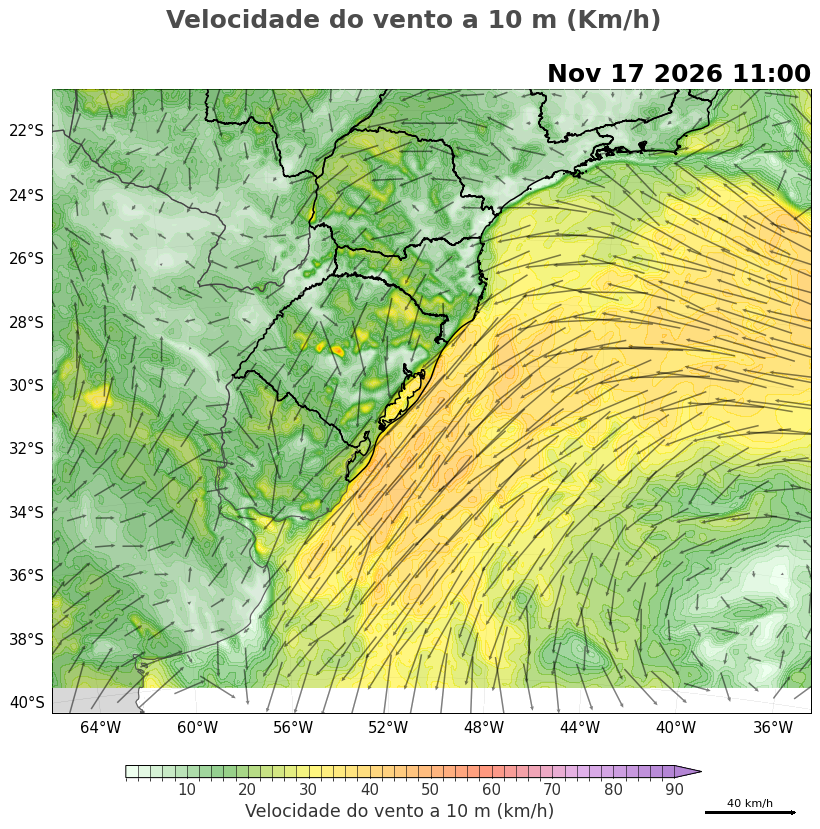 Velocidade do vento a 10 m (Km/h)
Nov 17 2026 11:00
22°S
24°S
26°S
28°S
30°S
32°S
34°S
36°S
38°S
40°S
64°W 60°W 56°W 52°W 48°W 44°W 40°W 36°W
10 20 30 40 50 60 70 80 90
Velocidade do vento a 10 m (km/h)
40 km/h